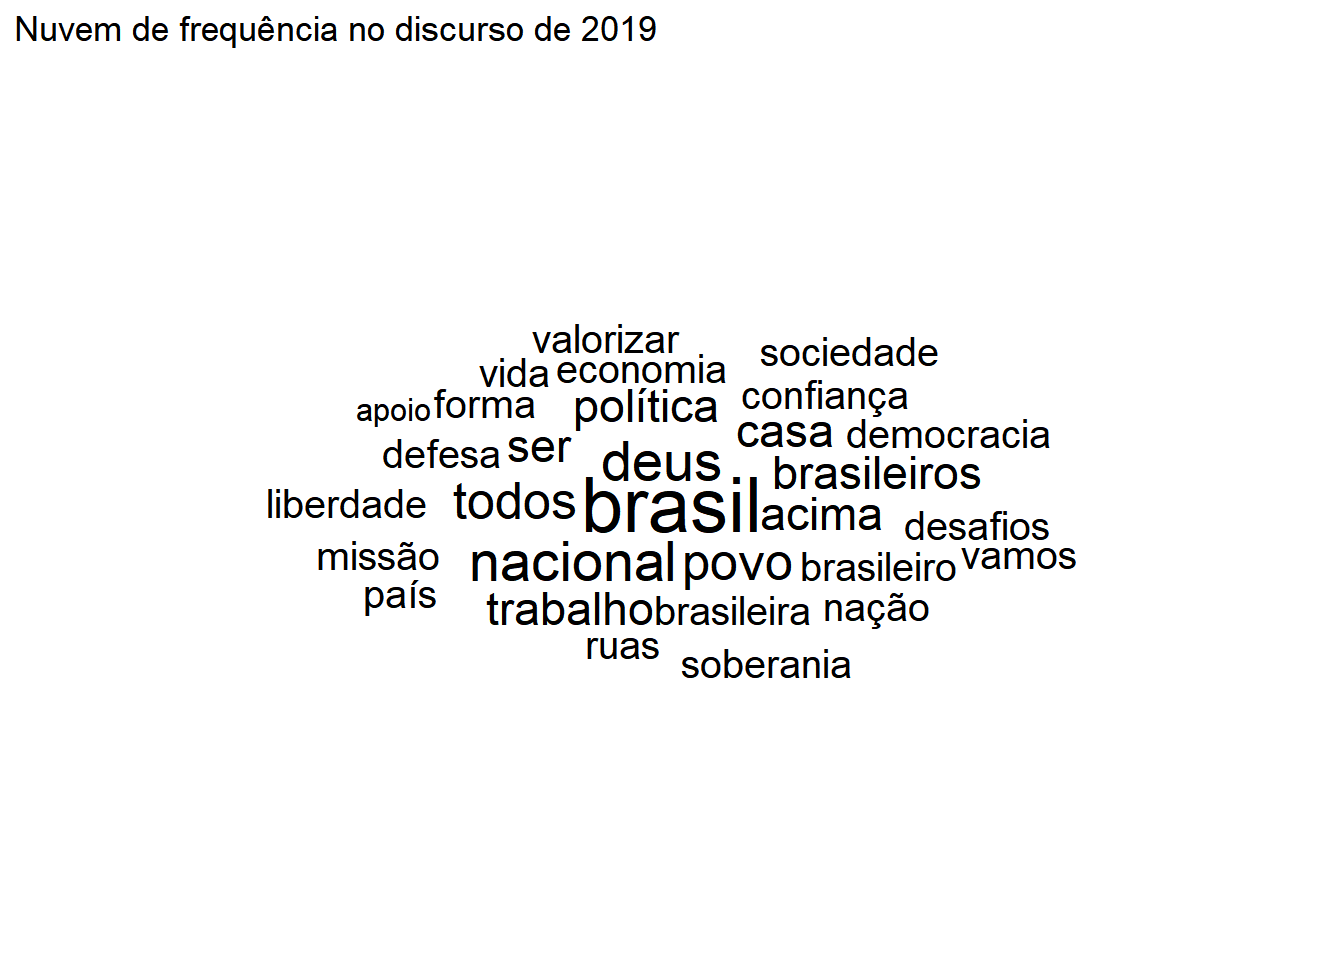 Nuvem de frequência no discurso de 2019
valorizar
sociedade
vida economia
apoio forma política confiança
casa democracia
defesa ser deus brasileiros
liberdade todos brasil acima desafios
missão nacional povo brasileiro vamos
país trabalho brasileira nação
ruas
soberania